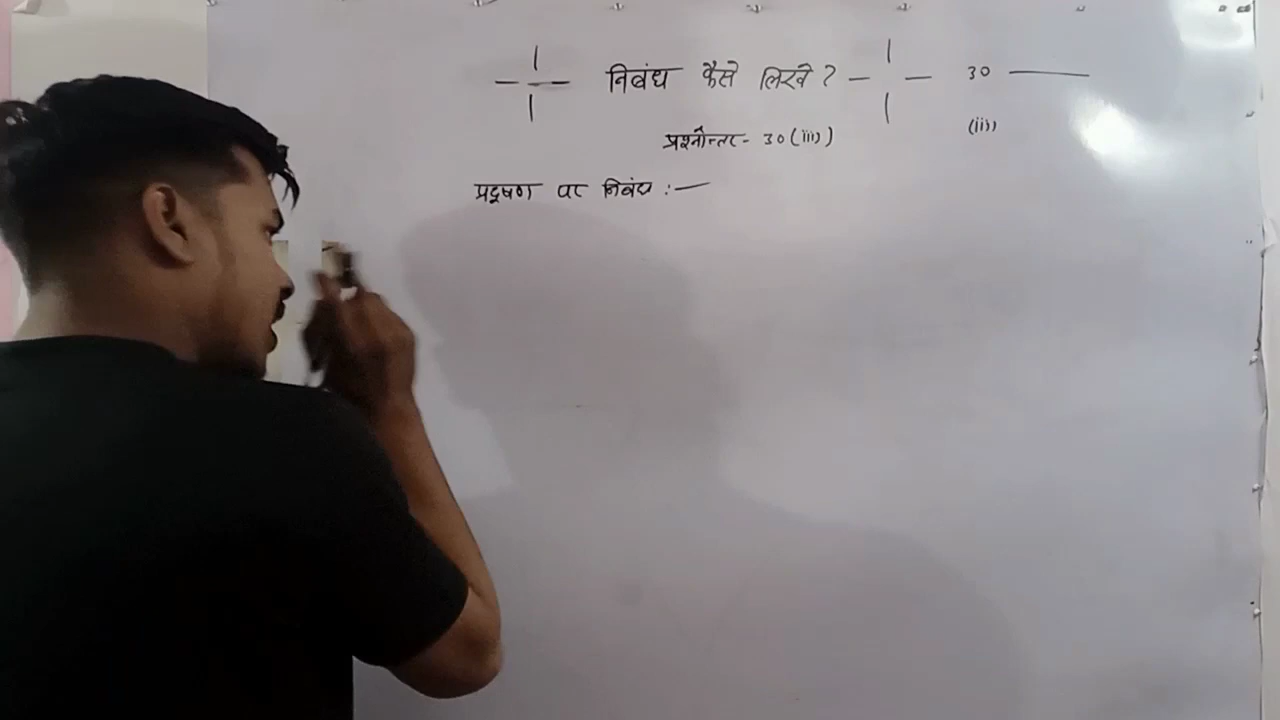 निबंध कैसे लिखे? 30 —
प्रश्नोत्तर - 30(iii) (ii)
प्रदूषण पर निबंध :—